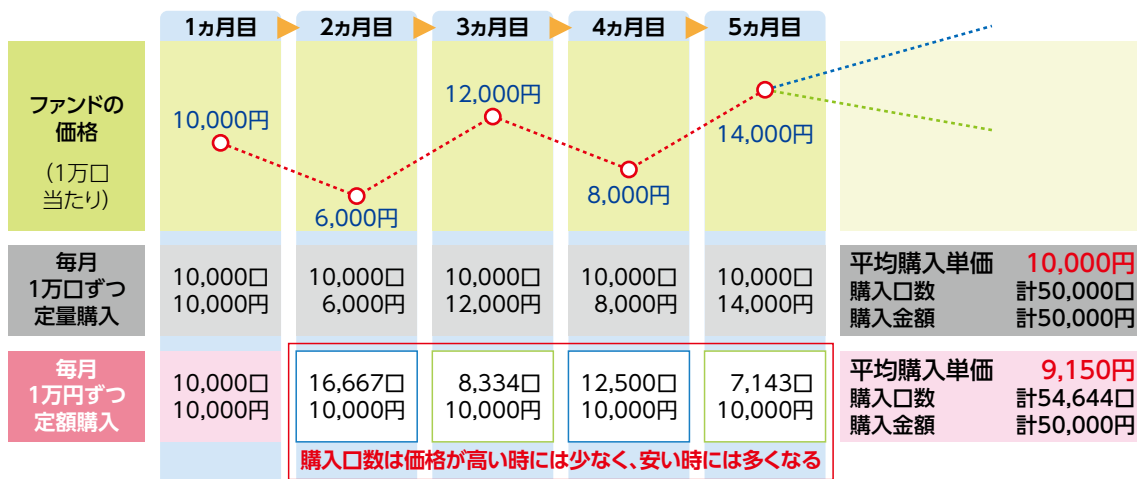 1ヵ月目
2ヵ月目
3ヵ月目
4ヵ月目
5ヵ月目
ファンドの
価格
(1万口
当たり)
10,000円
6,000円
12,000円
8,000円
14,000円
毎月
1万口ずつ
定量購入
10,000口
10,000円
10,000口
6,000円
10,000口
12,000円
10,000口
8,000円
10,000口
14,000円
平均購入単価 10,000円
購入口数 計50,000口
購入金額 計50,000円
毎月
1万円ずつ
定額購入
10,000口
10,000円
16,667口
10,000円
8,334口
10,000円
12,500口
10,000円
7,143口
10,000円
平均購入単価 9,150円
購入口数 計54,644口
購入金額 計50,000円
購入口数は価格が高い時には少なく、安い時には多くなる